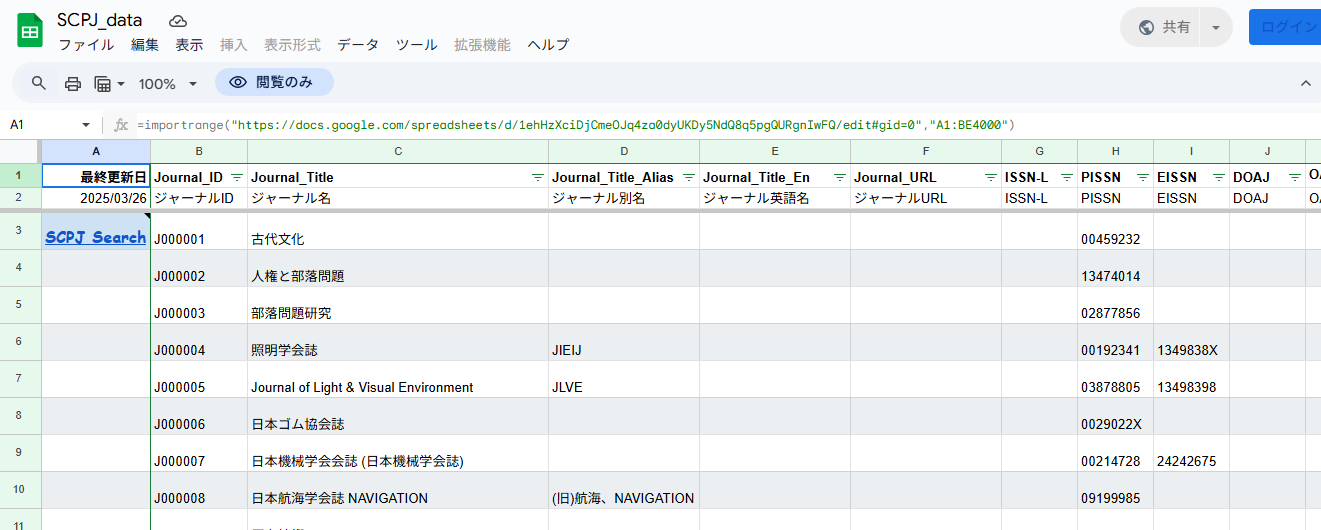 SCPJ_data
ファイル 編集 表示 挿入 表示形式 データ ツール 拡張機能 ヘルプ
共有
ログイン
100% 閲覧のみ
A1 fx =importrange("https://docs.google.com/spreadsheets/d/1ehHzXciDjCmeOJq4za0dyUKDy5NdQ8q5pgQURgnIwFQ/edit#gid=0","A1:BE4000")
A B C D E F G H I J
1 最終更新日 Journal_ID Journal_Title Journal_Title_Alias Journal_Title_En Journal_URL ISSN-L PISSN EISSN DOAJ
2 2025/03/26 ジャーナルID ジャーナル名 ジャーナル別名 ジャーナル英語名 ジャーナルURL ISSN-L PISSN EISSN DOAJ
3 SCPJ Search J000001 古代文化 00459232
4 J000002 人権と部落問題 13474014
5 J000003 部落問題研究 02877856
6 J000004 照明学会誌 JIEIJ 00192341 1349838X
7 J000005 Journal of Light & Visual Environment JLVE 03878805 13498398
8 J000006 日本ゴム協会誌 0029022X
9 J000007 日本機械学会会誌 (日本機械学会誌) 00214728 24242675
10 J000008 日本航海学会誌 NAVIGATION (旧)航海、NAVIGATION 09199985
11